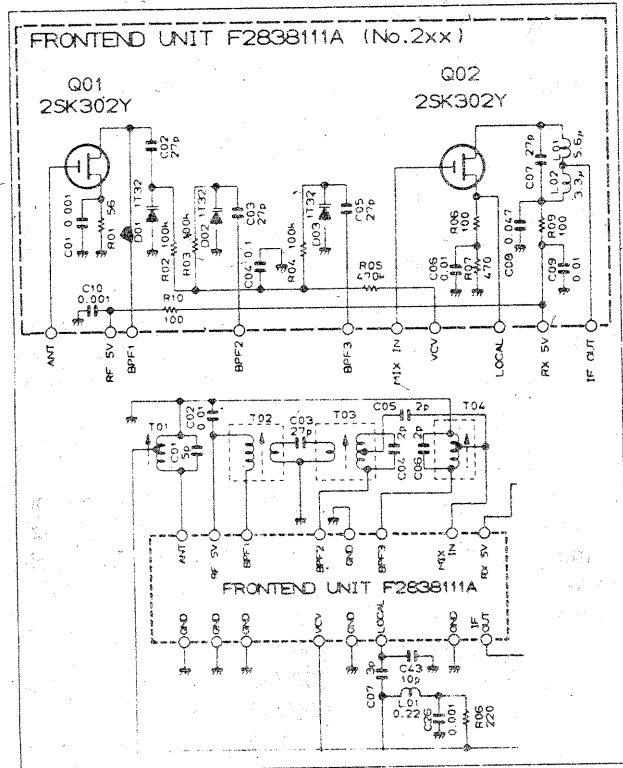 FRONTEND UNIT F2838111A (No.2xx)
Q01
2SK302Y
Q02
2SK302Y
C02
27p
C01 0.001
R01 56
D01 1T32
R02 100k
R03 100k
D02 1T32
C03
27p
C04 0.1
R04 100k
D03 1T32
C05
27p
R05
470
C07 27p
L01
5.6μ
L02
3.3μ
R06
100
C06
0.01
R07
470
C08 0.047
R09
100
C09
0.01
C10
0.001
R10
100
ANT
RF 5V
BPF1
BPF2
BPF3
MIX IN
VCV
LOCAL
RX 5V
IF OUT
T01
C01
5p
C02
0.01
T02
C03
27p
T03
C05 2p
C04
2p
C06
2p
T04
ANT
RF 5V
BPF1
BPF2
GND
BPF3
MIX
IN
RX 5V
FRONTEND UNIT F2838111A
GND
GND
GND
VCV
GND
LOCAL
GND
IF
OUT
C07
3p
C43
10p
L01
0.22
C26
0.001
R06
220